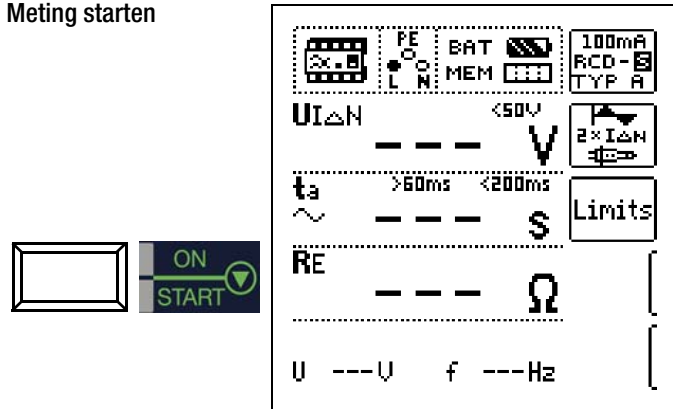 Meting starten
ON
START
PE
L N
BAT
MEM
100mA
RCD-S
TYP A
UI△N <50V
--- V
2×I△N
ta >60ms <200ms
∼ --- S
Limits
RE
--- Ω
U ---V f ---Hz